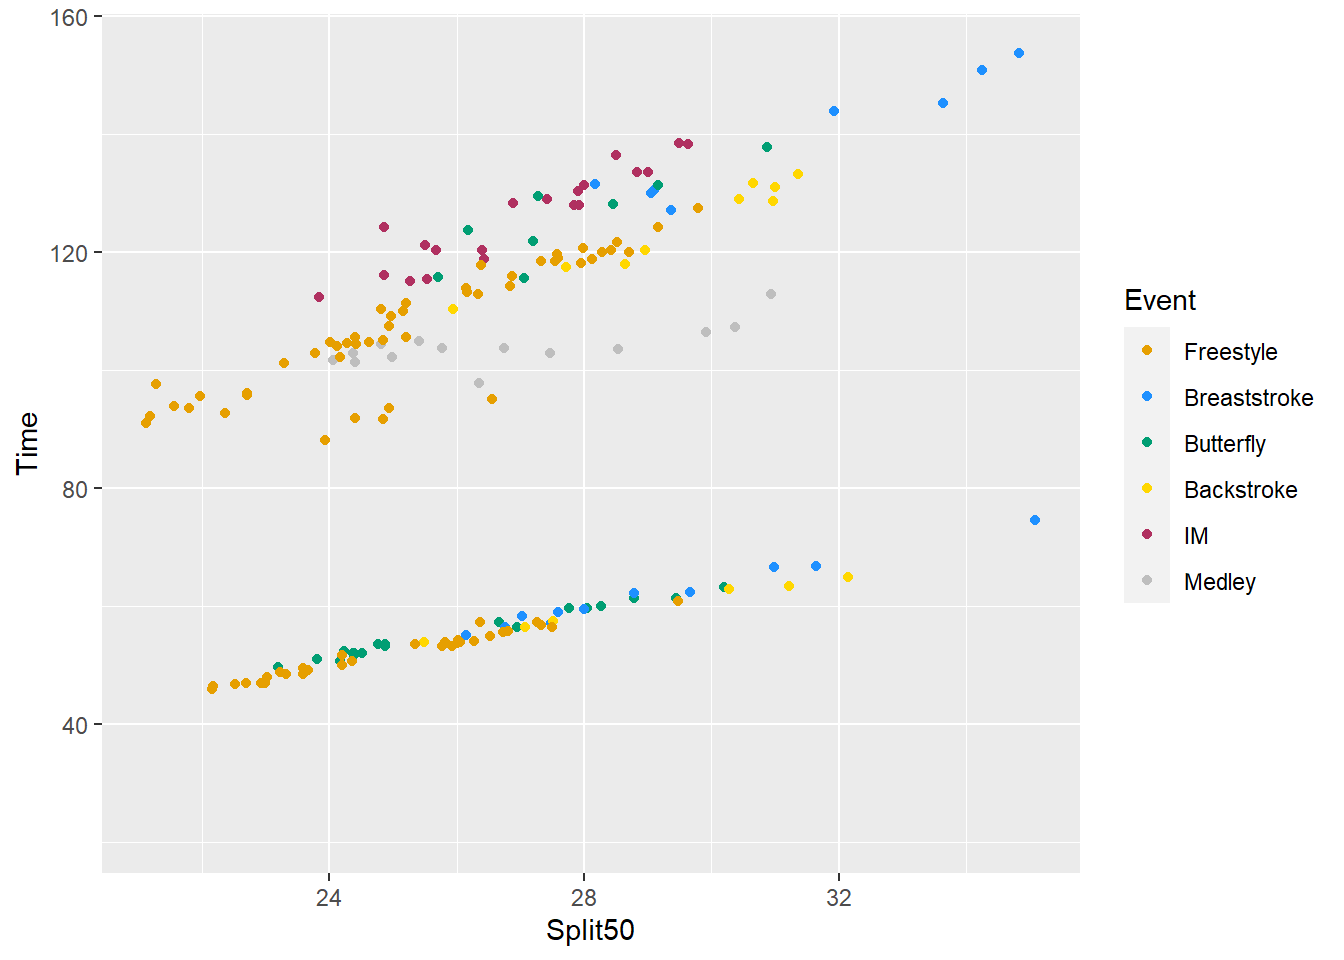 160
120
80
40
Time
24 28 32
Split50
Event
Freestyle
Breaststroke
Butterfly
Backstroke
IM
Medley